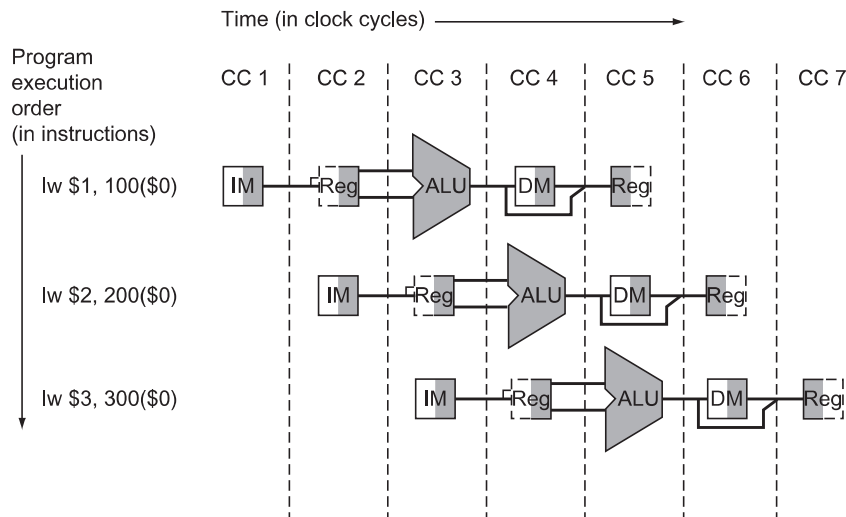 Time (in clock cycles)
Program
execution
order
(in instructions)
CC 1 CC 2 CC 3 CC 4 CC 5 CC 6 CC 7
lw $1, 100($0) IM Reg ALU DM Reg
lw $2, 200($0) IM Reg ALU DM Reg
lw $3, 300($0) IM Reg ALU DM Reg